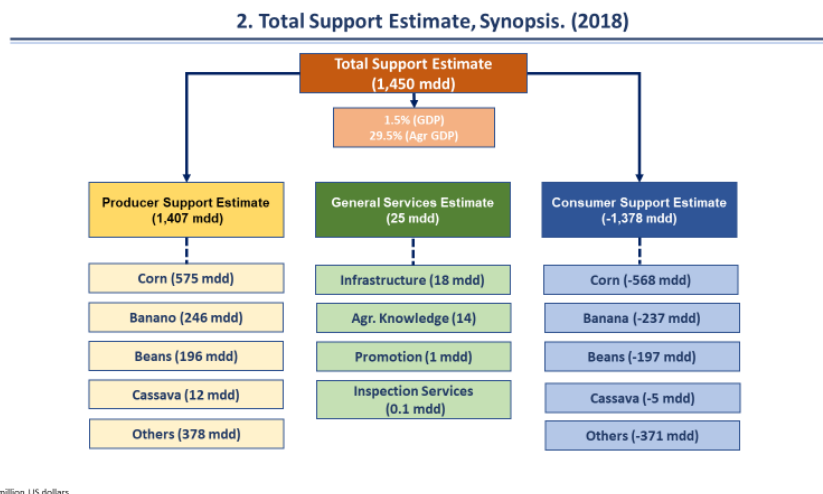 2. Total Support Estimate, Synopsis. (2018)
Total Support Estimate
(1,450 mdd)
1.5% (GDP)
29.5% (Agr GDP)
Producer Support Estimate
(1,407 mdd)
General Services Estimate
(25 mdd)
Consumer Support Estimate
(-1,378 mdd)
Corn (575 mdd)
Banano (246 mdd)
Beans (196 mdd)
Cassava (12 mdd)
Others (378 mdd)
Infrastructure (18 mdd)
Agr. Knowledge (14)
Promotion (1 mdd)
Inspection Services
(0.1 mdd)
Corn (-568 mdd)
Banana (-237 mdd)
Beans (-197 mdd)
Cassava (-5 mdd)
Others (-371 mdd)
million US dollars